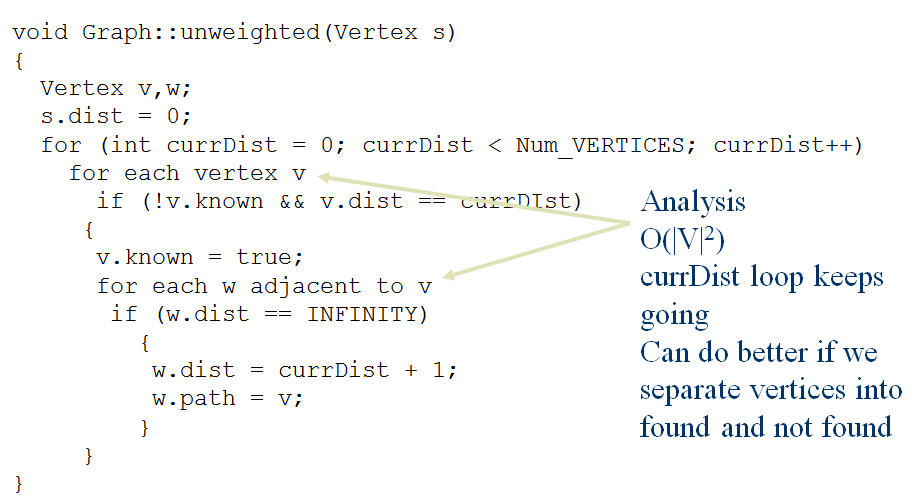 void Graph::unweighted(Vertex s)
{
Vertex v,w;
s.dist = 0;
for (int currDist = 0; currDist < Num_VERTICES; currDist++)
for each vertex v
if (!v.known && v.dist == currDIst)
{
v.known = true;
for each w adjacent to v
if (w.dist == INFINITY)
{
w.dist = currDist + 1;
w.path = v;
}
}
}
Analysis
O(|V|²)
currDist loop keeps
going
Can do better if we
separate vertices into
found and not found